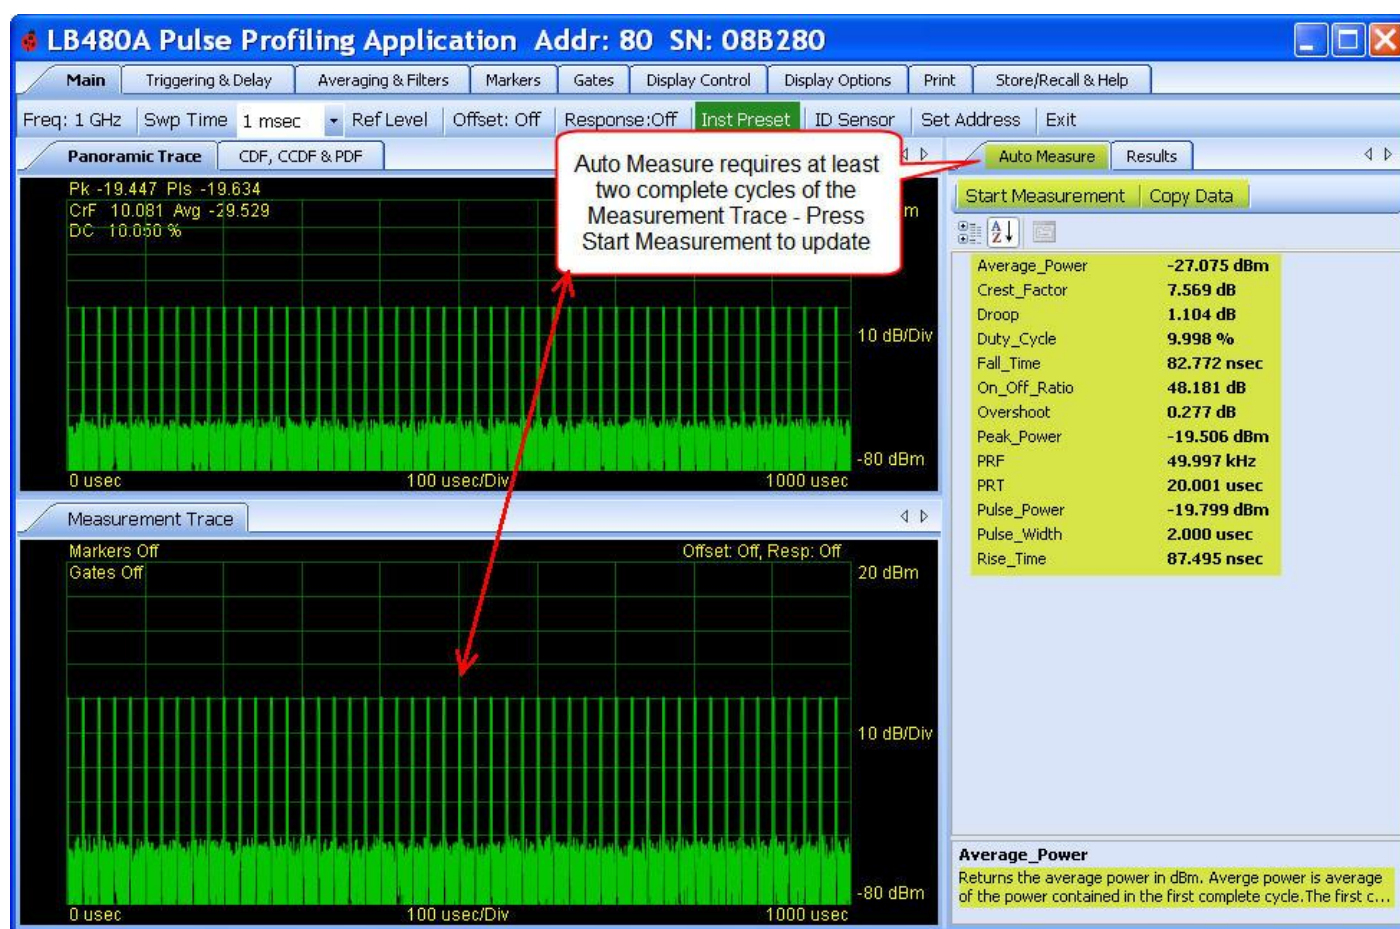 LB480A Pulse Profiling Application Addr: 80 SN: 08B280
Main Triggering & Delay Averaging & Filters Markers Gates Display Control Display Options Print Store/Recall & Help
Freq: 1 GHz Swp Time 1 msec Ref Level Offset: Off Response:Off Inst Preset ID Sensor Set Address Exit
Panoramic Trace CDF, CCDF & PDF
Pk -19.447 Pls -19.634
CrF 10.081 Avg -29.529
DC 10.050 %
m
10 dB/Div
-80 dBm
0 usec 100 usec/Div 1000 usec
Auto Measure requires at least
two complete cycles of the
Measurement Trace - Press
Start Measurement to update
Measurement Trace
Markers Off Offset: Off, Resp: Off
Gates Off 20 dBm
10 dB/Div
-80 dBm
0 usec 100 usec/Div 1000 usec
Auto Measure Results
Start Measurement Copy Data
Average_Power -27.075 dBm
Crest_Factor 7.569 dB
Droop 1.104 dB
Duty_Cycle 9.998 %
Fall_Time 82.772 nsec
On_Off_Ratio 48.181 dB
Overshoot 0.277 dB
Peak_Power -19.506 dBm
PRF 49.997 kHz
PRT 20.001 usec
Pulse_Power -19.799 dBm
Pulse_Width 2.000 usec
Rise_Time 87.495 nsec
Average_Power
Returns the average power in dBm. Averge power is average
of the power contained in the first complete cycle.The first c...